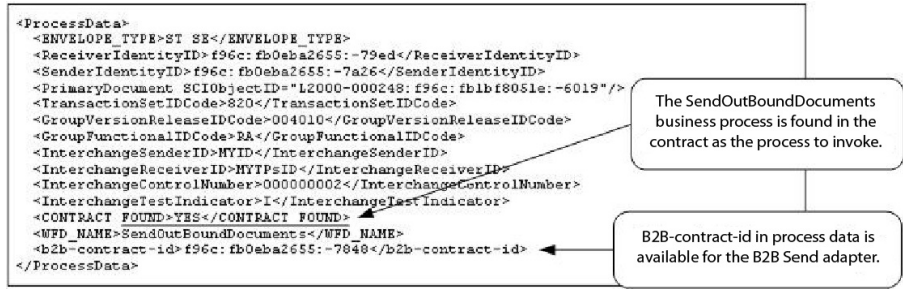 <ProcessData>
<ENVELOPE_TYPE>ST_SE</ENVELOPE_TYPE>
<ReceiverIdentityID>f96c:fb0eba2655:-79ed</ReceiverIdentityID>
<SenderIdentityID>f96c:fb0eba2655:-7a26</SenderIdentityID>
<PrimaryDocument SCIObjectID="L2000-000248:f96c:fb1bf8051e:-6019"/>
<TransactionSetIDCode>820</TransactionSetIDCode>
<GroupVersionReleaseIDCode>004010</GroupVersionReleaseIDCode>
<GroupFunctionalIDCode>RA</GroupFunctionalIDCode>
<InterchangeSenderID>MYID</InterchangeSenderID>
<InterchangeReceiverID>MYTPsID</InterchangeReceiverID>
<InterchangeControlNumber>000000002</InterchangeControlNumber>
<InterchangeTestIndicator>I</InterchangeTestIndicator>
<CONTRACT_FOUND>YES</CONTRACT_FOUND>
<WFD_NAME>SendOutBoundDocuments</WFD_NAME>
<b2b-contract-id>f96c:fb0eba2655:-7848</b2b-contract-id>
</ProcessData>
The SendOutBoundDocuments
business process is found in the
contract as the process to invoke.
B2B-contract-id in process data is
available for the B2B Send adapter.